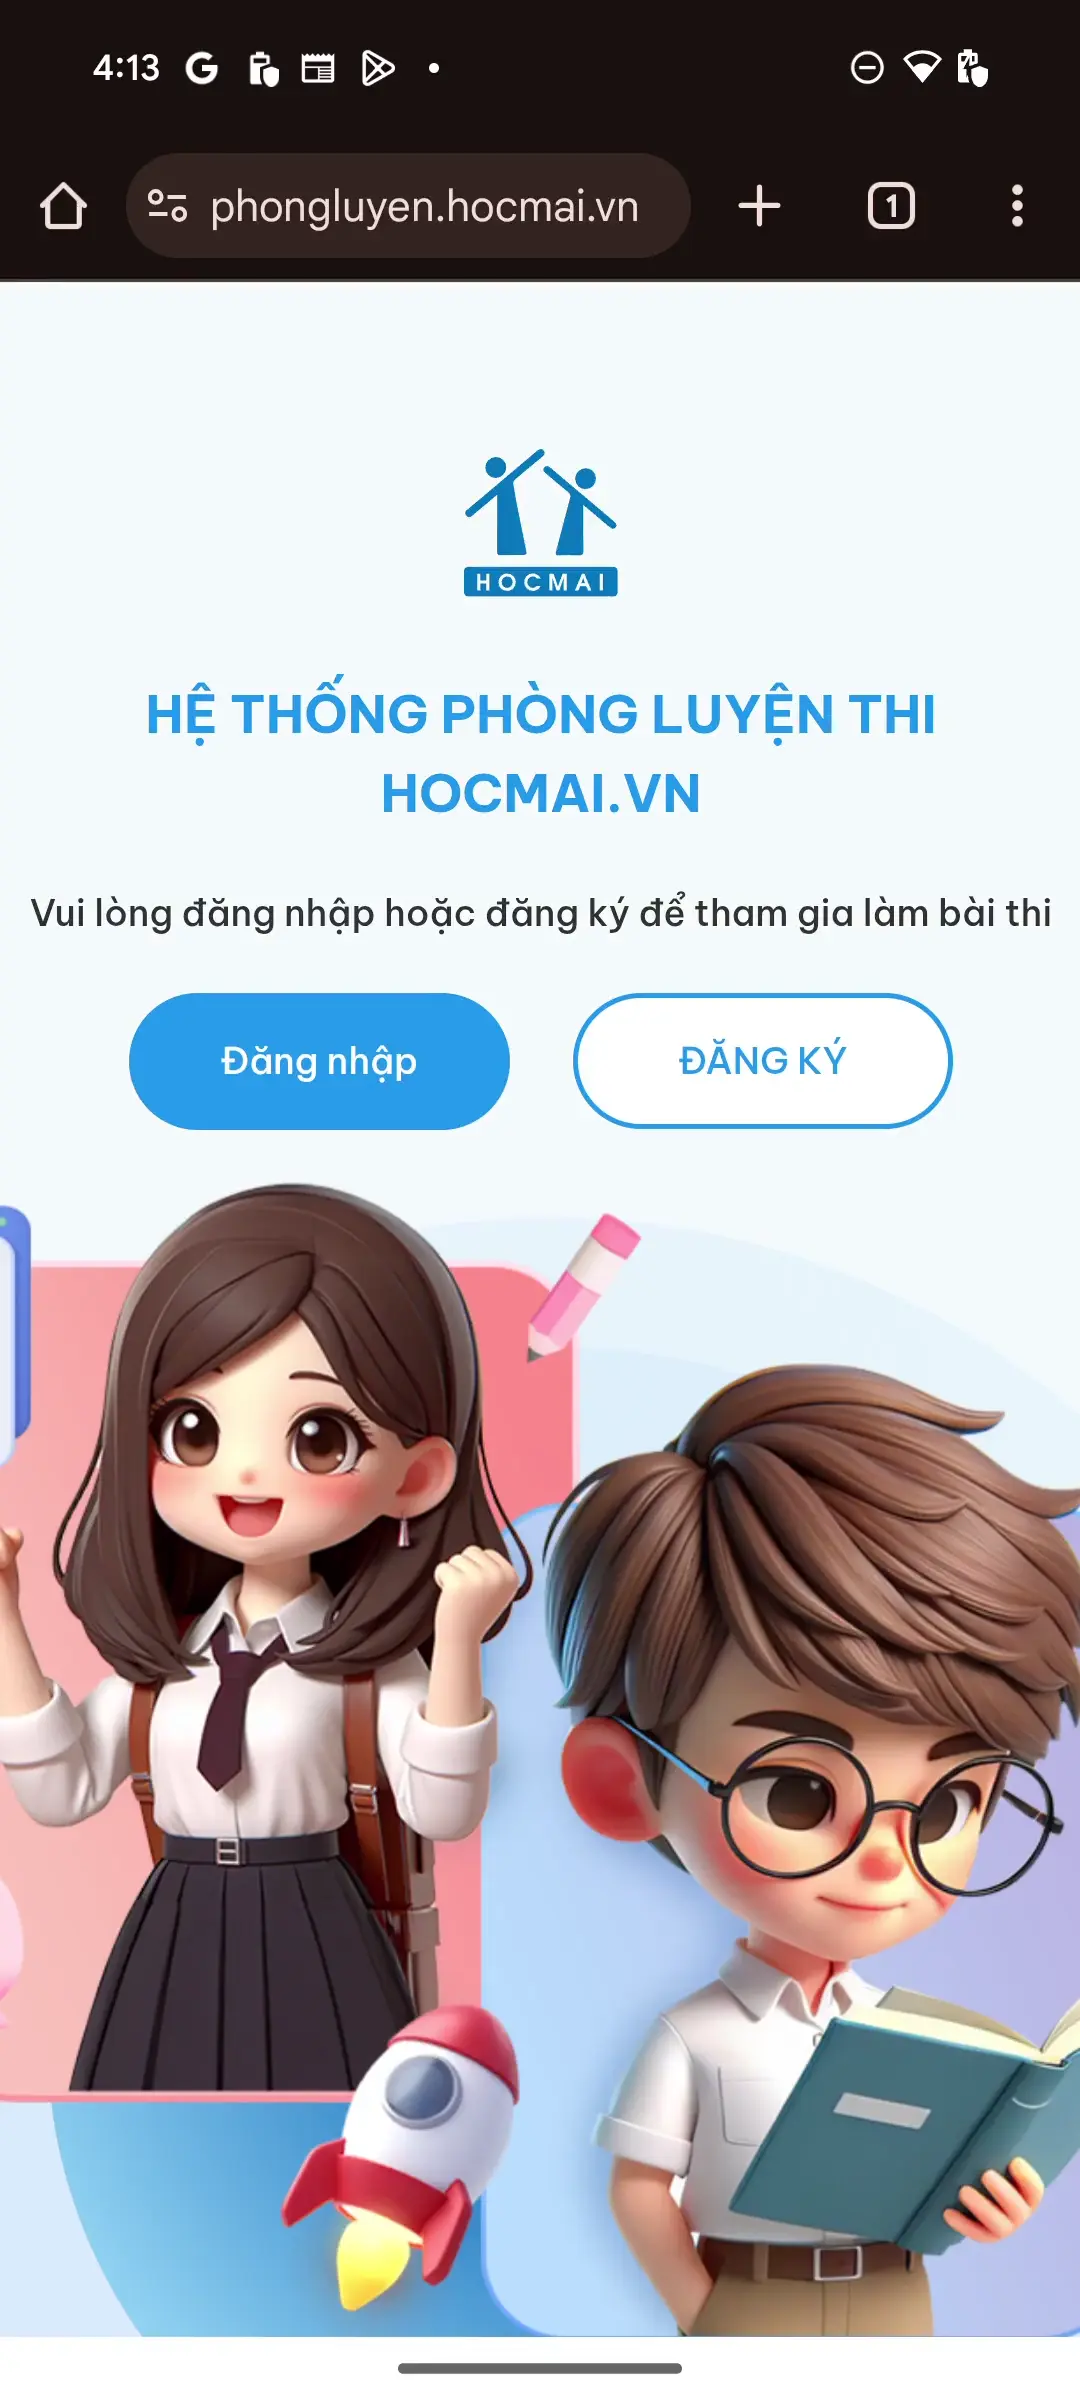 4:13
phongluyen.hocmai.vn
1
HOCMAI
HỆ THỐNG PHÒNG LUYỆN THI
HOCMAI.VN
Vui lòng đăng nhập hoặc đăng ký để tham gia làm bài thi
Đăng nhập
ĐĂNG KÝ